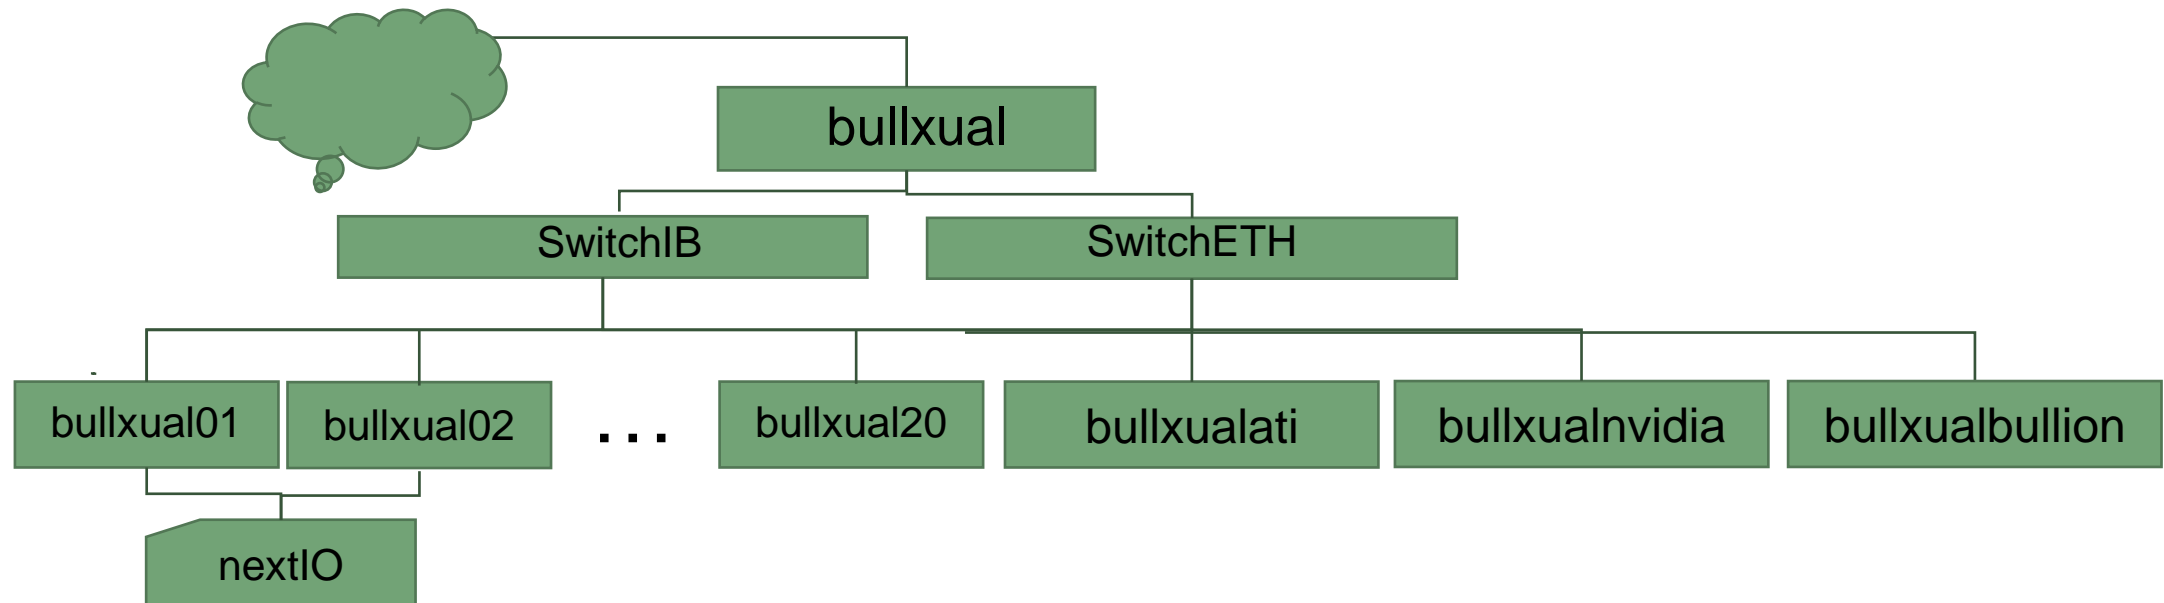 bullxual
SwitchIB
SwitchETH
bullxual01
bullxual02
...
bullxual20
bullxualati
bullxualnvidia
bullxualbullion
nextIO